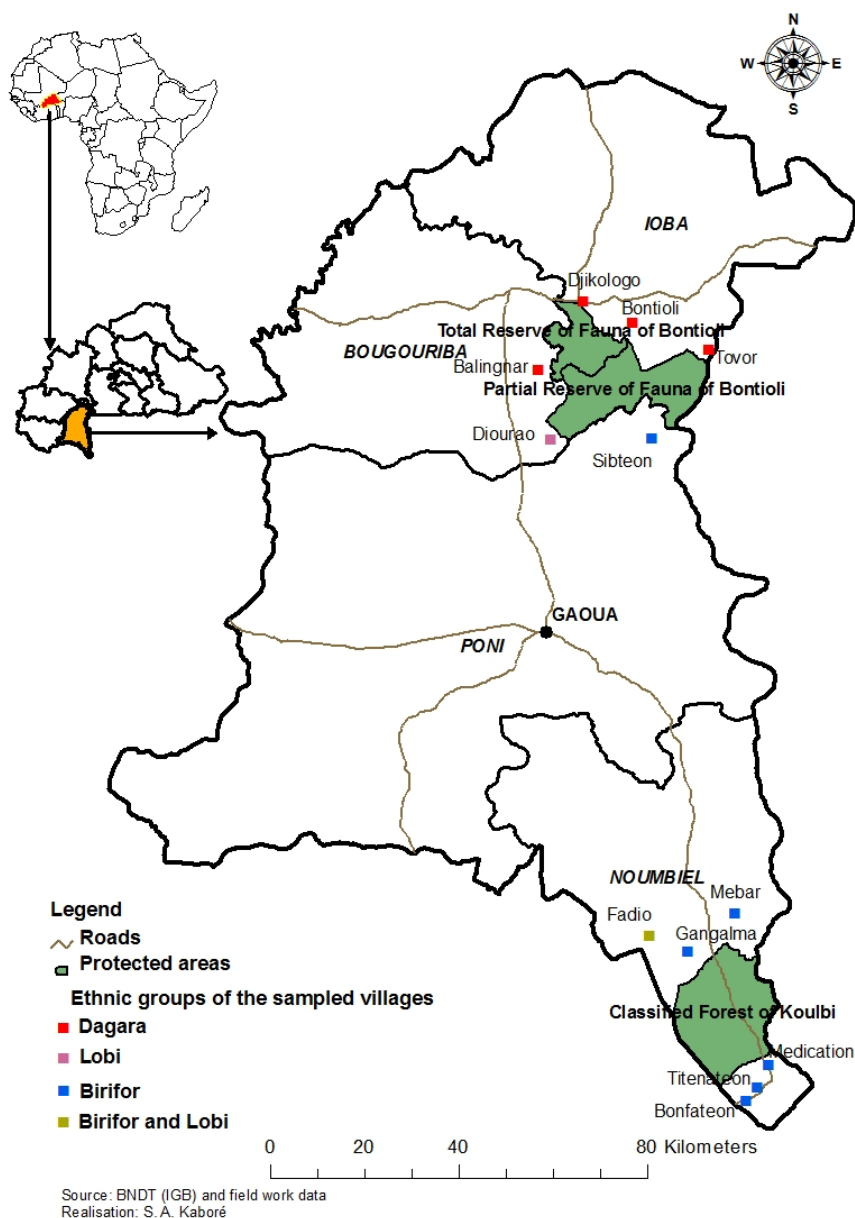 N
W
E
S
IOBA
Djikologo
Bontioli
Total Reserve of Fauna of Bontioli
BOUGOURIBA
Tovor
Balingnar
Partial Reserve of Fauna of Bontioli
Diourao
Sibteon
GAOUA
PONI
NOUMBIEL
Mebar
Fadio
Gangalma
Classified Forest of Koulbi
Medication
Titenateon
Bonfateon
Legend
Roads
Protected areas
Ethnic groups of the sampled villages
Dagara
Lobi
Birifor
Birifor and Lobi
0 20 40 80 Kilometers
Source: BNDT (IGB) and field work data
Realisation: S. A. Kaboré